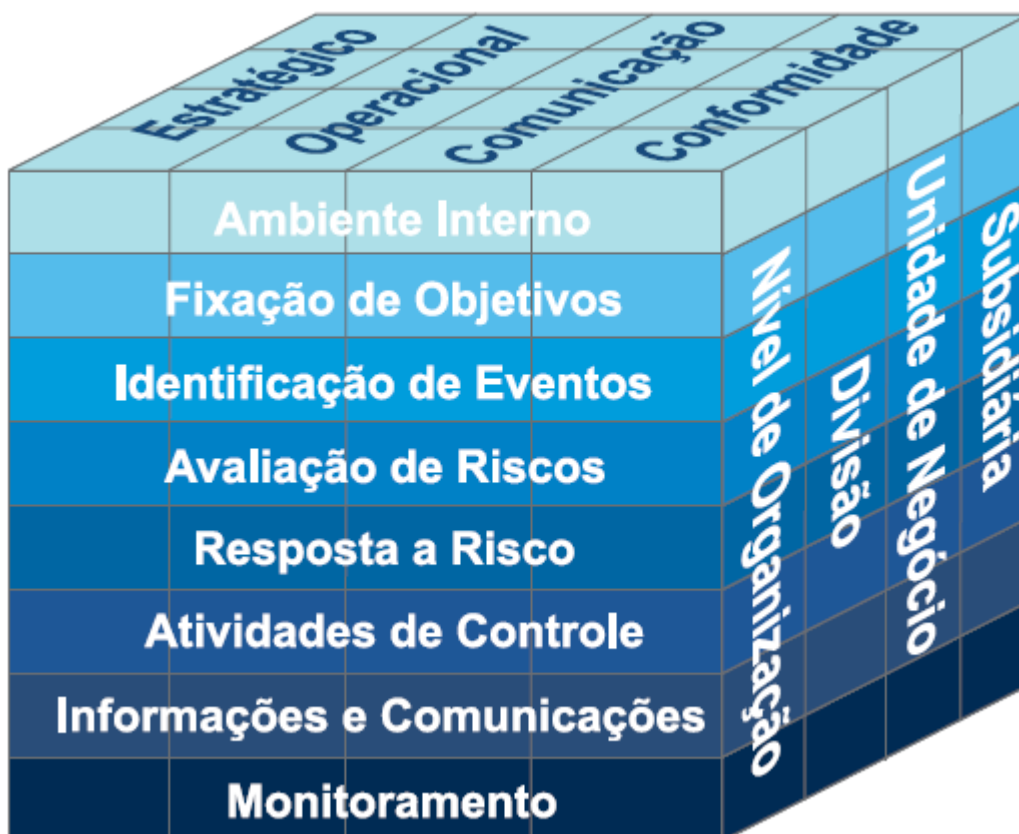 Estratégico
Operacional
Comunicação
Conformidade
Ambiente Interno
Fixação de Objetivos
Identificação de Eventos
Avaliação de Riscos
Resposta a Risco
Atividades de Controle
Informações e Comunicações
Monitoramento
Nível de Organização
Divisão
Unidade de Negócio
Subsidiária